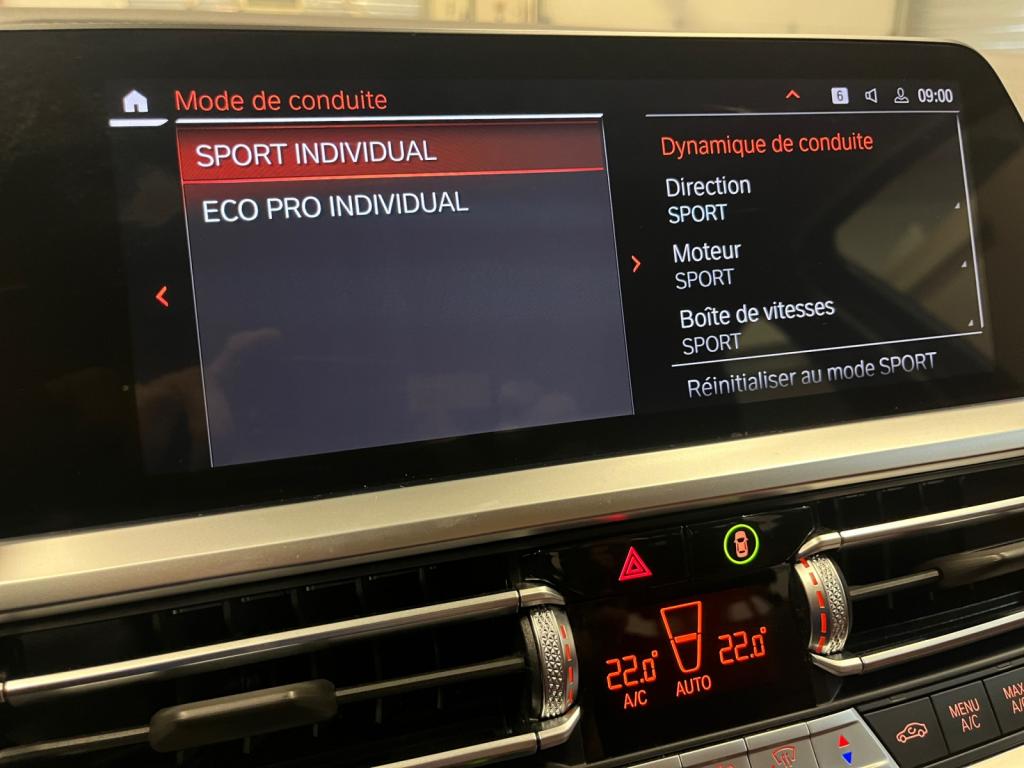 Mode de conduite
6 09:00
SPORT INDIVIDUAL
ECO PRO INDIVIDUAL
Dynamique de conduite
Direction
SPORT
Moteur
SPORT
Boîte de vitesses
SPORT
Réinitialiser au mode SPORT
22.0° 22.0°
A/C AUTO
MENU
A/C
MAX
A/C